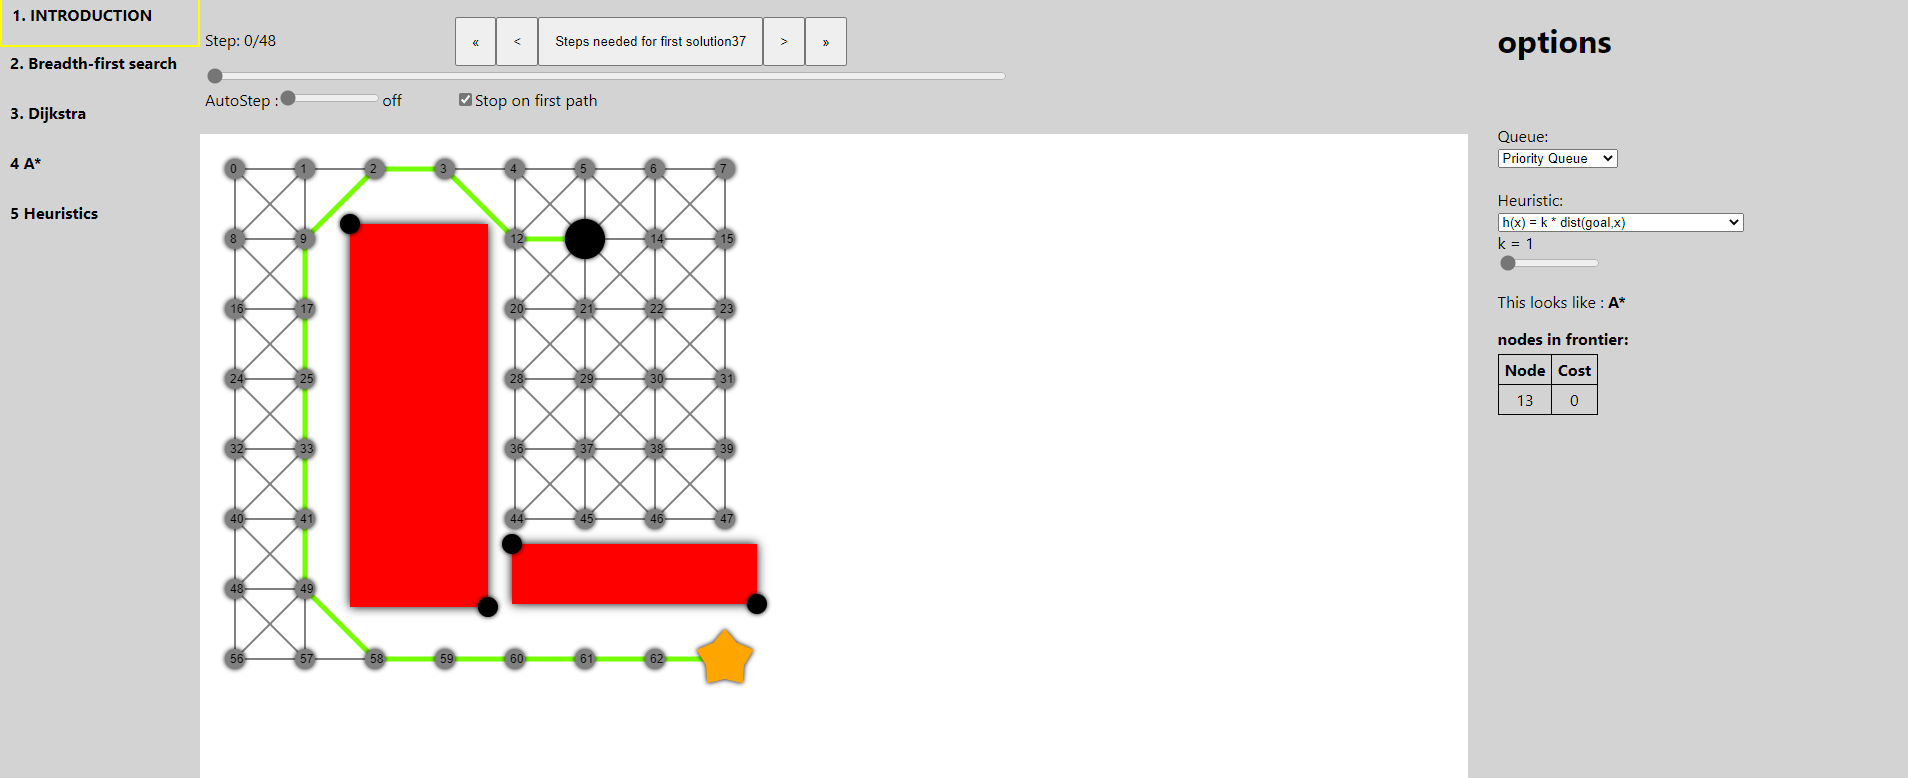 1. INTRODUCTION
2. Breadth-first search
3. Dijkstra
4 A*
5 Heuristics
Step: 0/48
« < Steps needed for first solution37 > »
AutoStep : off
Stop on first path
0 1 2 3 4 5 6 7
8 9 12 14 15
16 17 20 21 22 23
24 25 28 29 30 31
32 33 36 37 38 39
40 41 44 45 46 47
48 49
56 57 58 59 60 61 62
options
Queue:
Priority Queue
Heuristic:
h(x) = k * dist(goal,x)
k = 1
This looks like : A*
nodes in frontier:
Node Cost
13 0